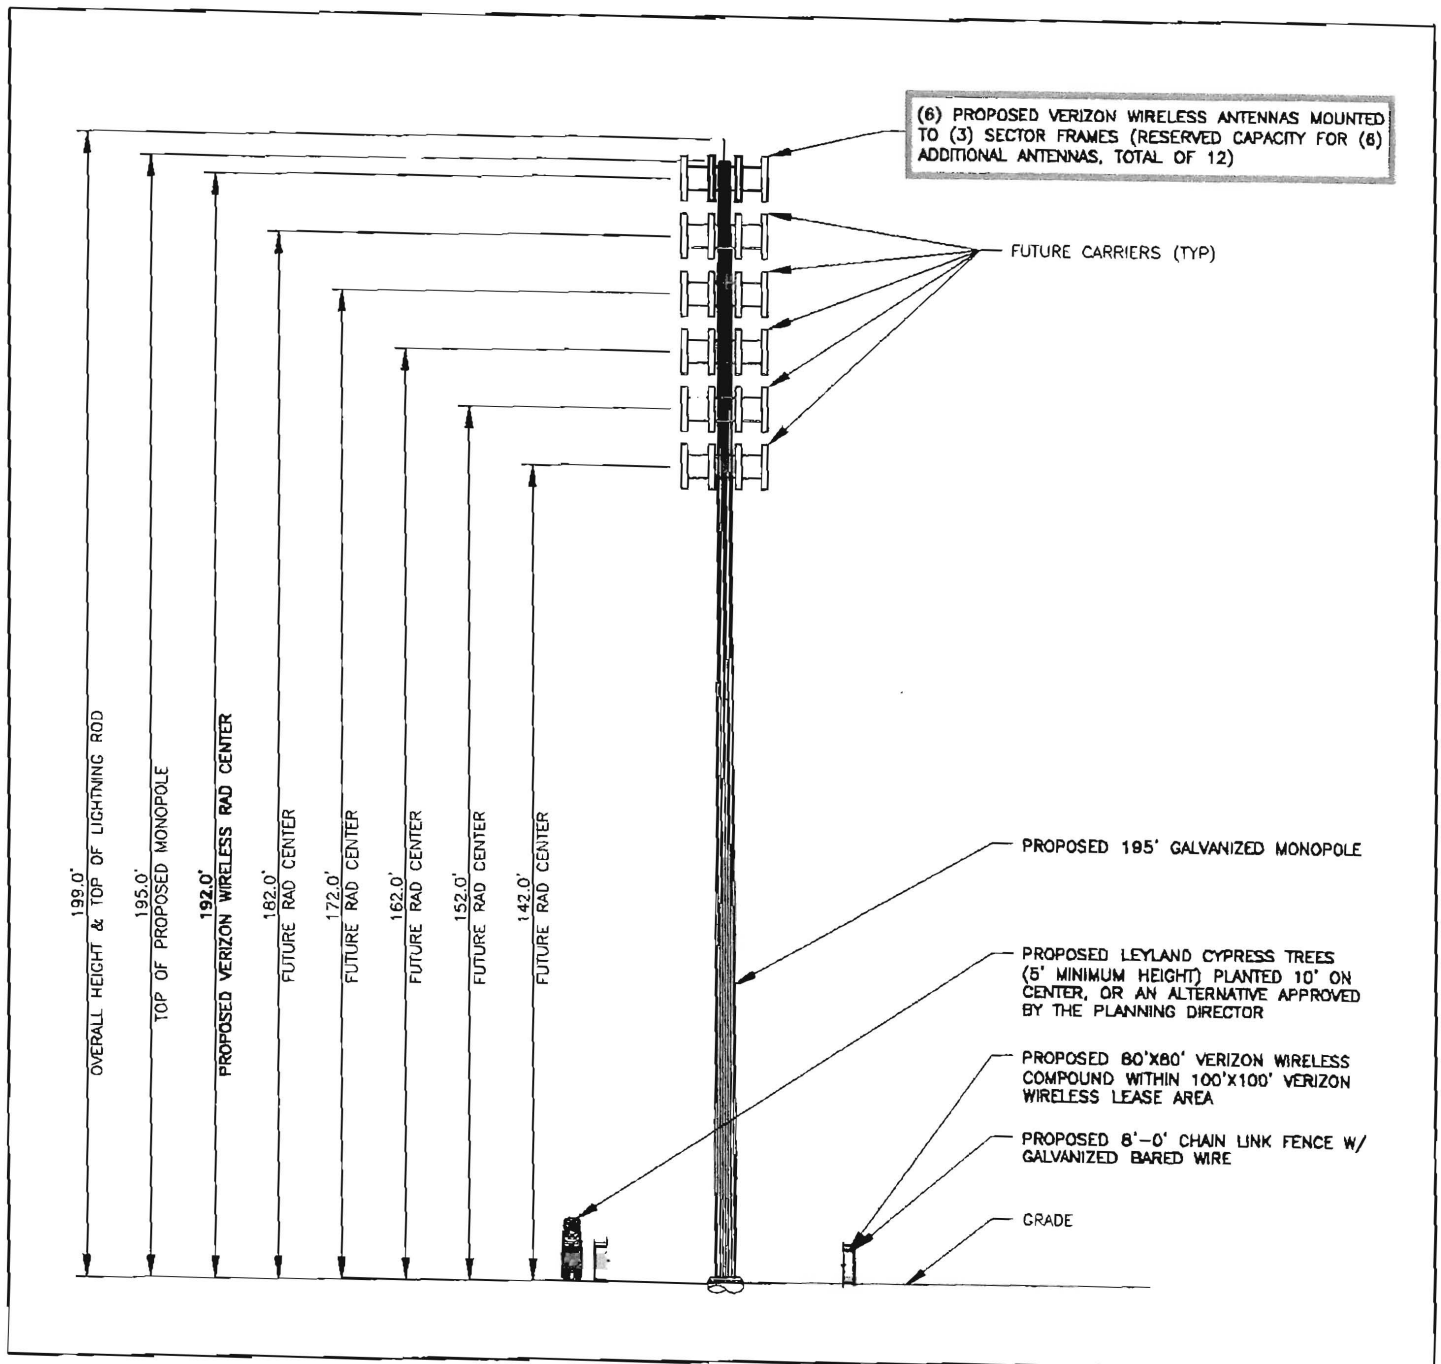 (6) PROPOSED VERIZON WIRELESS ANTENNAS MOUNTED
TO (3) SECTOR FRAMES (RESERVED CAPACITY FOR (6)
ADDITIONAL ANTENNAS, TOTAL OF 12)
FUTURE CARRIERS (TYP)
199.0'
OVERALL HEIGHT & TOP OF LIGHTNING ROD
195.0'
TOP OF PROPOSED MONOPOLE
192.0'
PROPOSED VERIZON WIRELESS RAD CENTER
182.0'
FUTURE RAD CENTER
172.0'
FUTURE RAD CENTER
162.0'
FUTURE RAD CENTER
152.0'
FUTURE RAD CENTER
142.0'
FUTURE RAD CENTER
PROPOSED 195' GALVANIZED MONOPOLE
PROPOSED LEYLAND CYPRESS TREES
(5' MINIMUM HEIGHT) PLANTED 10' ON
CENTER, OR AN ALTERNATIVE APPROVED
BY THE PLANNING DIRECTOR
PROPOSED 80'X80' VERIZON WIRELESS
COMPOUND WITHIN 100'X100' VERIZON
WIRELESS LEASE AREA
PROPOSED 8'-0' CHAIN LINK FENCE W/
GALVANIZED BARED WIRE
GRADE